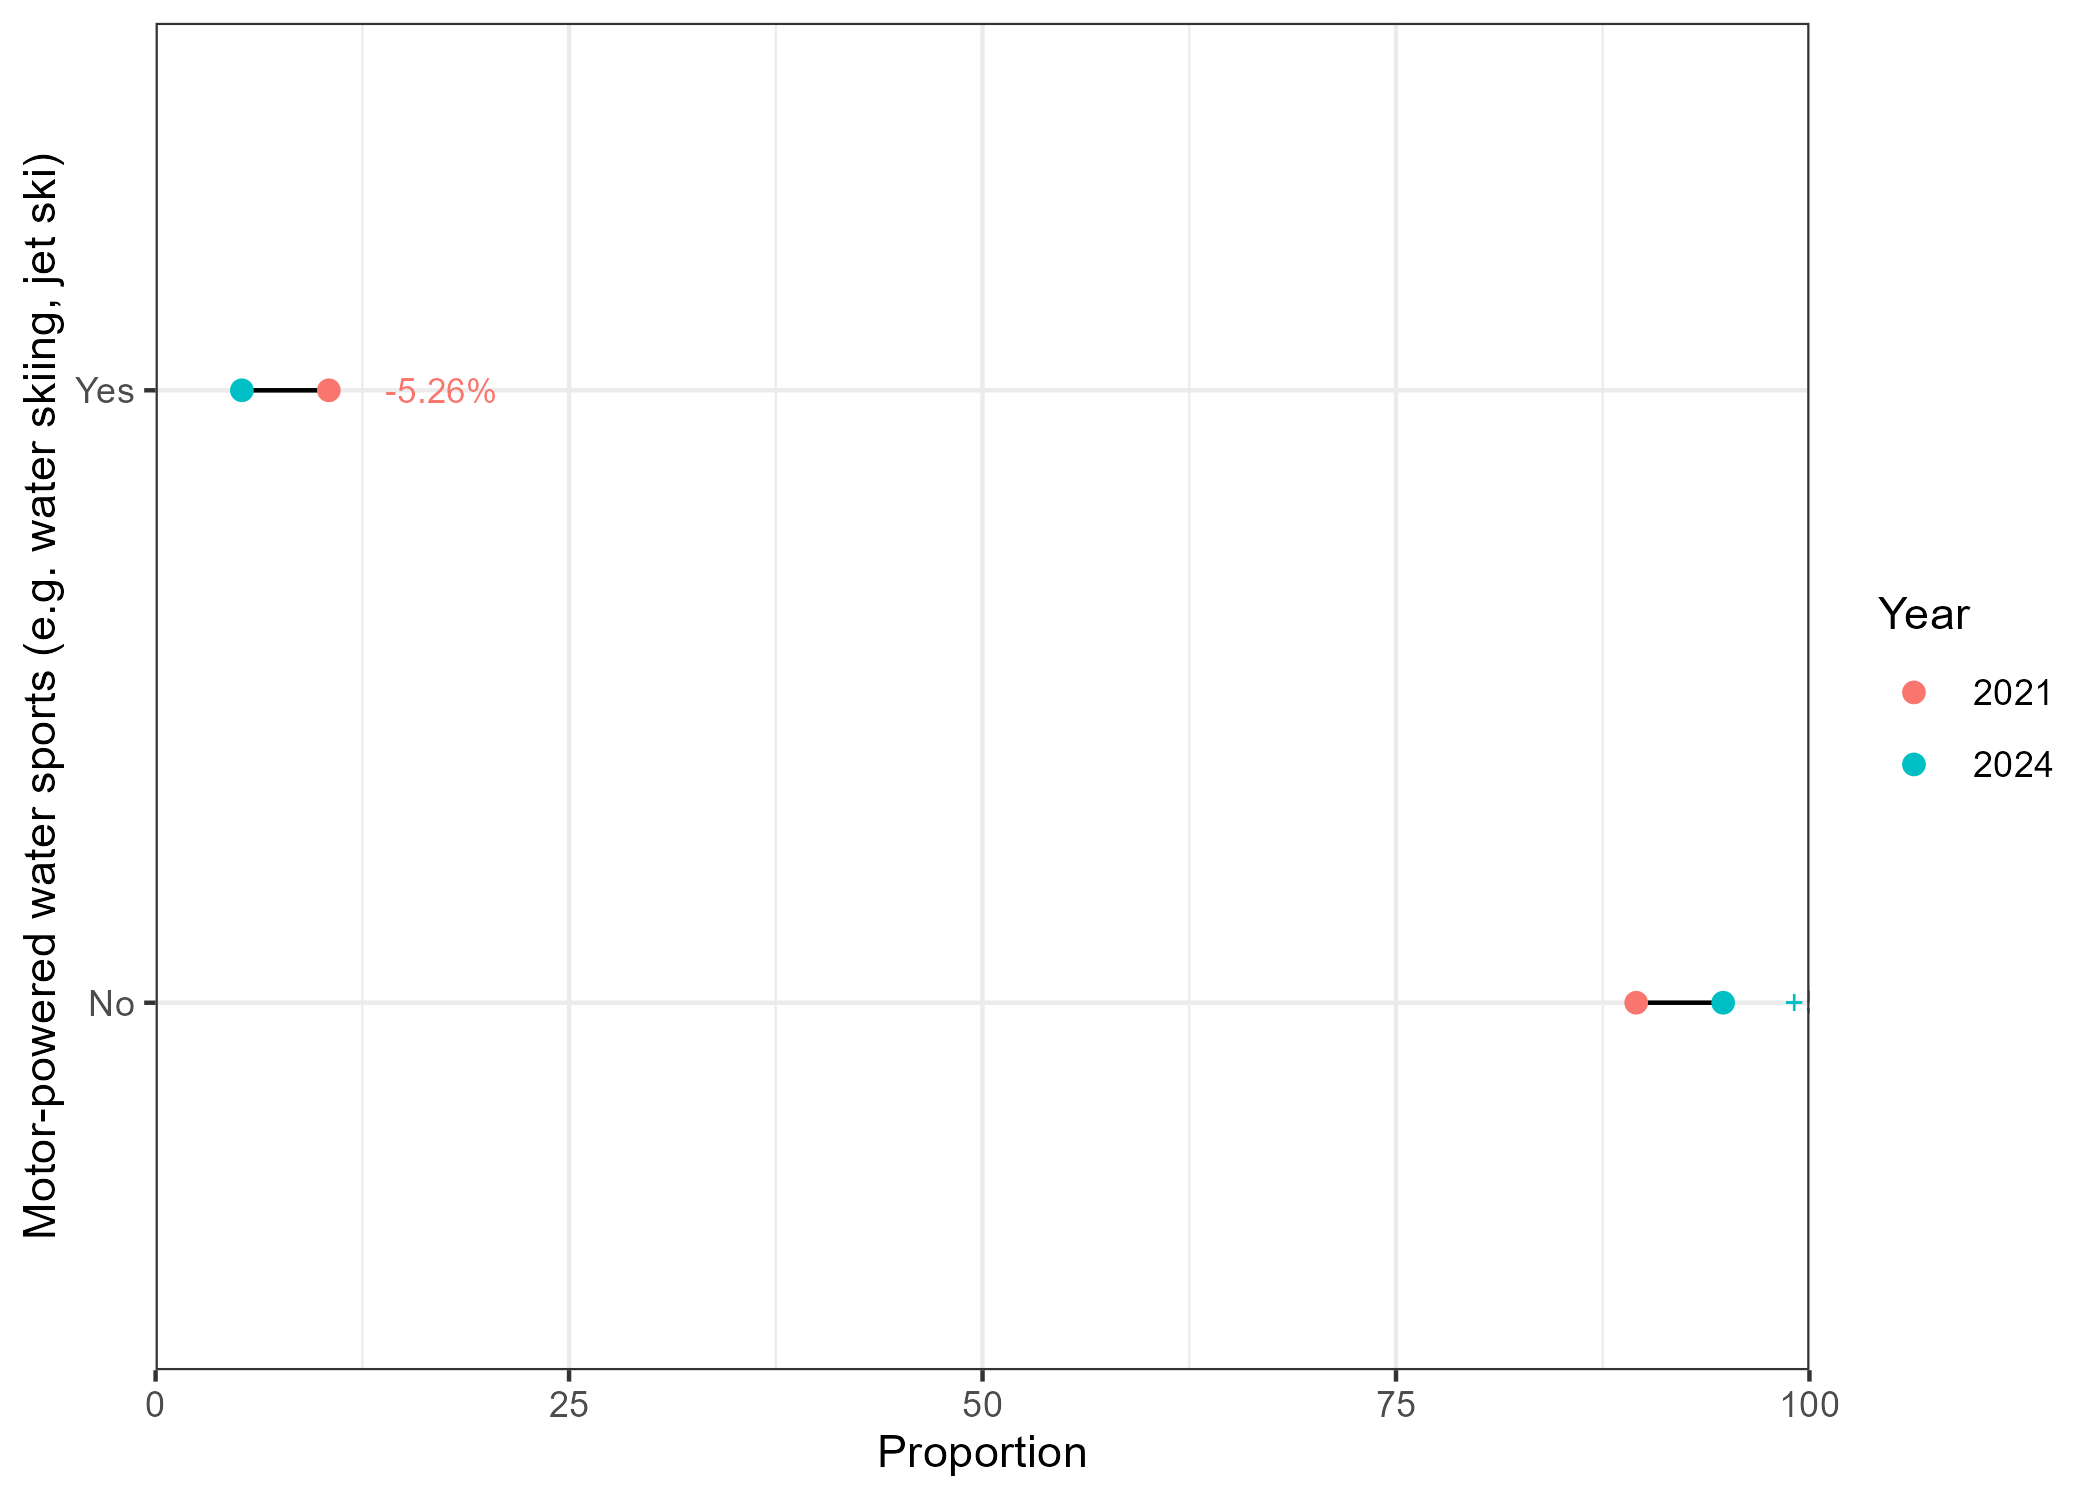 Motor-powered water sports (e.g. water skiing, jet ski)
Yes
-5.26%
No
+
0
25
50
75
100
Proportion
Year
2021
2024